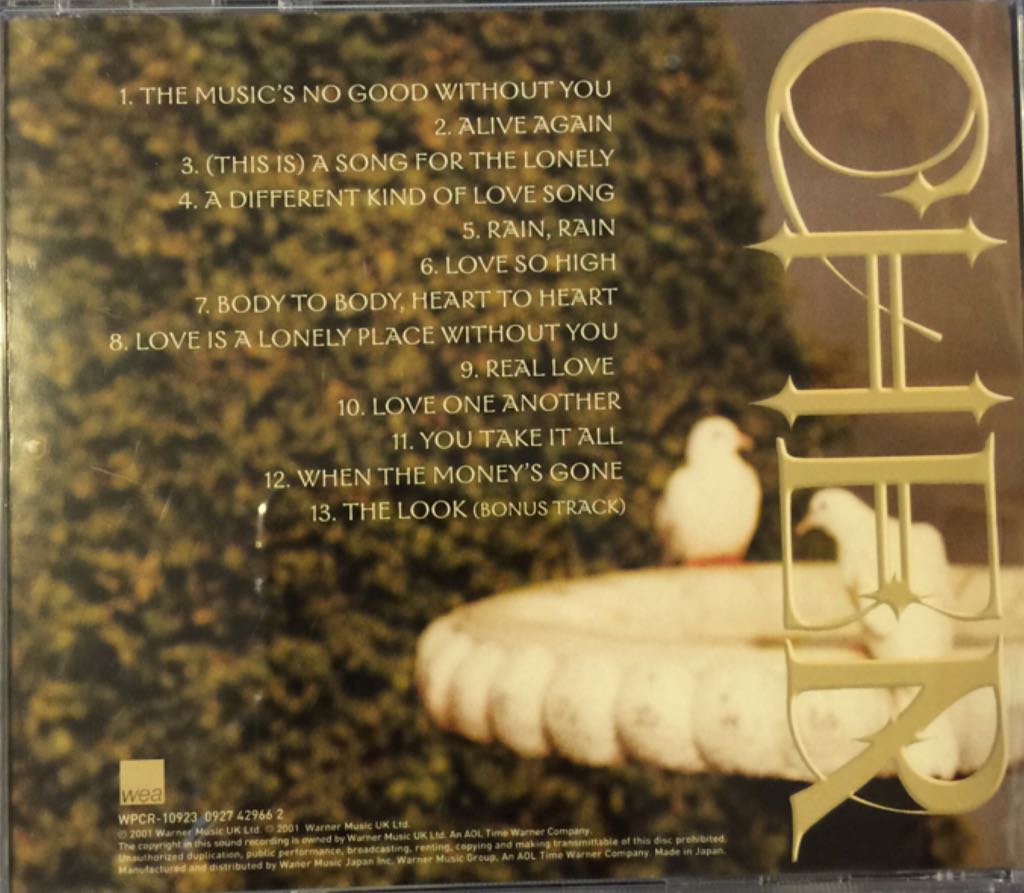 1. THE MUSIC'S NO GOOD WITHOUT YOU
2. ALIVE AGAIN
3. (THIS IS) A SONG FOR THE LONELY
4. A DIFFERENT KIND OF LOVE SONG
5. RAIN, RAIN
6. LOVE SO HIGH
7. BODY TO BODY, HEART TO HEART
8. LOVE IS A LONELY PLACE WITHOUT YOU
9. REAL LOVE
10. LOVE ONE ANOTHER
11. YOU TAKE IT ALL
12. WHEN THE MONEY'S GONE
13. THE LOOK (BONUS TRACK)
CHER
wea
WPCR-10923 0927 42966 2
℗ 2001 Warner Music UK Ltd. © 2001 Warner Music UK Ltd.
The copyright in this sound recording is owned by Warner Music UK Ltd. An AOL Time Warner Company.
Unauthorized duplication, public performance, broadcasting, renting, copying and making transmittable of this disc prohibited.
Manufactured and distributed by Waner Music Japan Inc. Warner Music Group, An AOL Time Warner Company. Made in Japan.